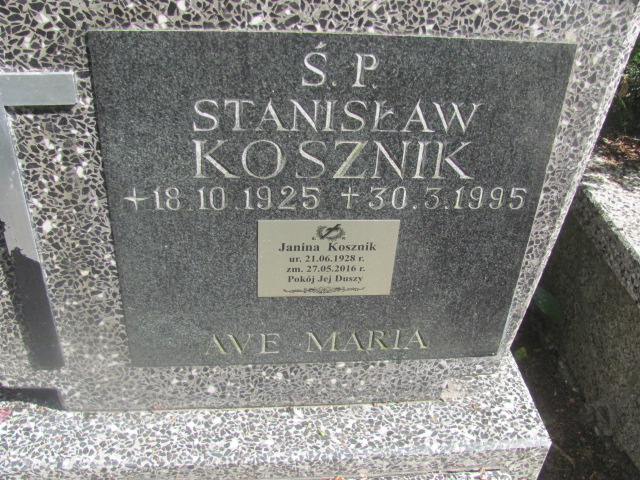 Ś. P.
STANISŁAW
KOSZNIK
+18.10.1925 +30.3.1995
Janina Kosznik
ur. 21.06.1928 r.
zm. 27.05.2016 r.
Pokój Jej Duszy
AVE MARIA